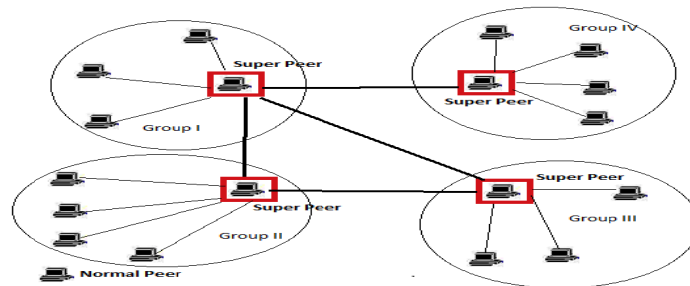 Group IV
Super Peer
Super Peer
Group I
Super Peer
Super Peer
Group III
Group II
Normal Peer